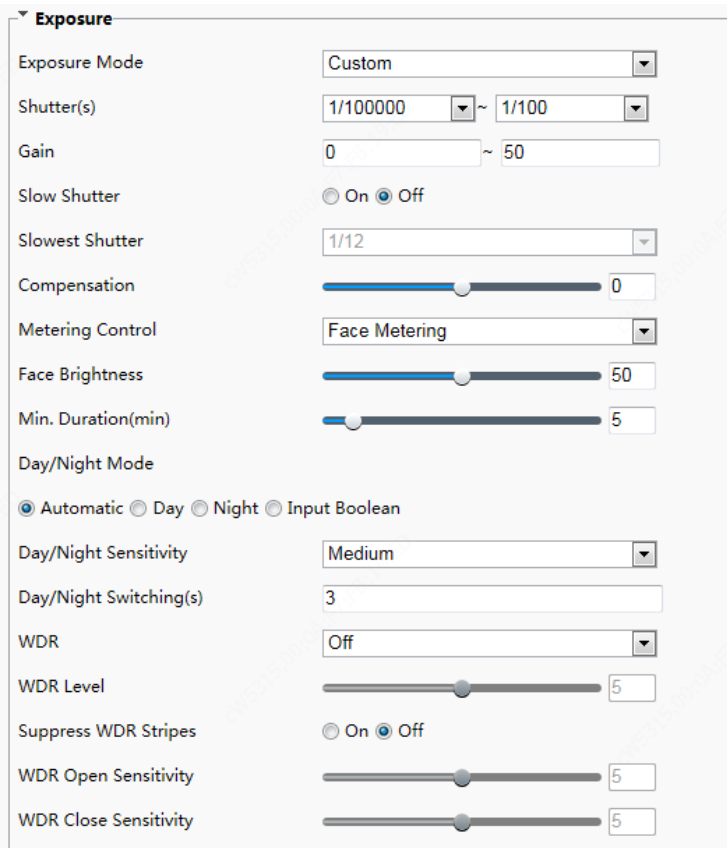 Exposure
Exposure Mode Custom
Shutter(s) 1/100000 ~ 1/100
Gain 0 ~ 50
Slow Shutter On Off
Slowest Shutter 1/12
Compensation 0
Metering Control Face Metering
Face Brightness 50
Min. Duration(min) 5
Day/Night Mode
Automatic Day Night Input Boolean
Day/Night Sensitivity Medium
Day/Night Switching(s) 3
WDR Off
WDR Level 5
Suppress WDR Stripes On Off
WDR Open Sensitivity 5
WDR Close Sensitivity 5